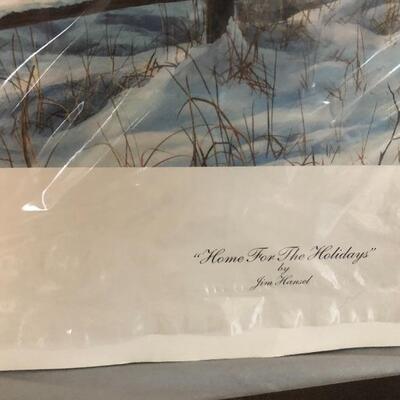 "Home For The Holidays"
by
Jim Hansel